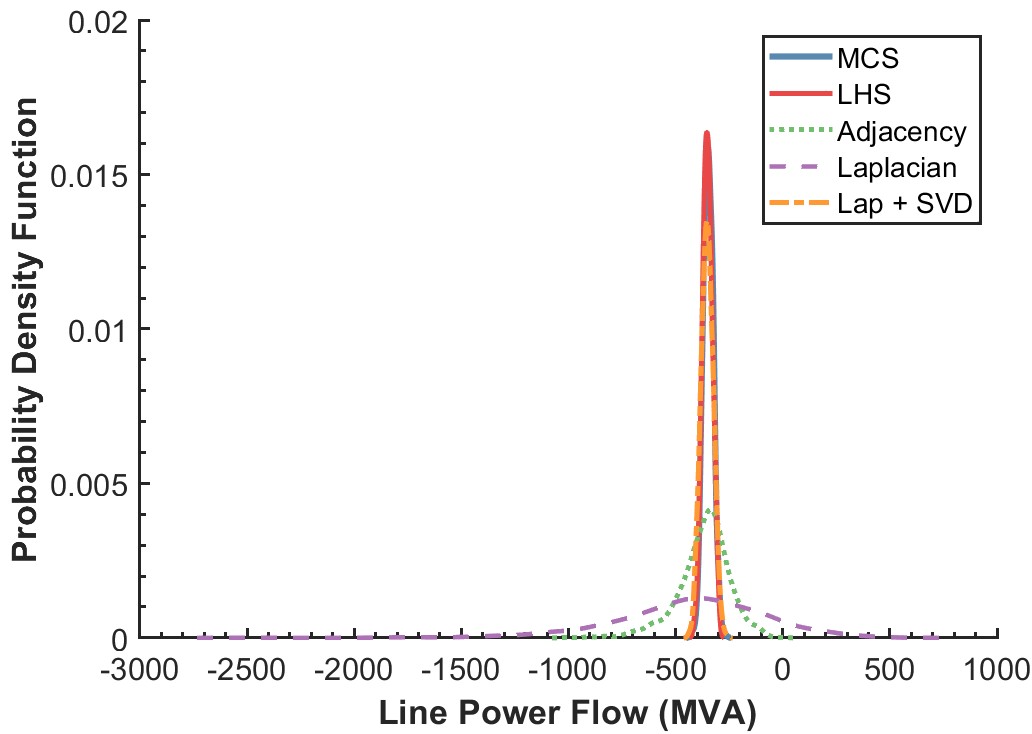 0.02
0.015
0.01
0.005
0
Probability Density Function
MCS
LHS
Adjacency
Laplacian
Lap + SVD
-3000 -2500 -2000 -1500 -1000 -500 0 500 1000
Line Power Flow (MVA)